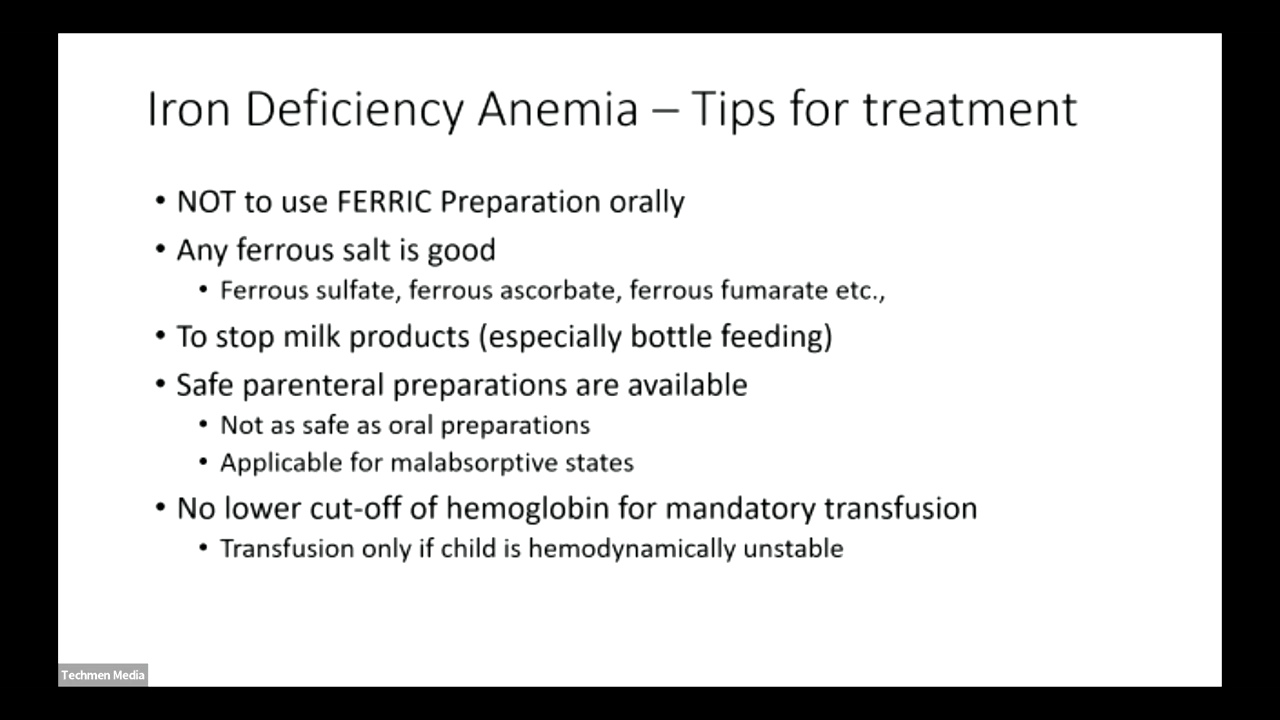 Iron Deficiency Anemia – Tips for treatment
• NOT to use FERRIC Preparation orally
• Any ferrous salt is good
• Ferrous sulfate, ferrous ascorbate, ferrous fumarate etc.,
• To stop milk products (especially bottle feeding)
• Safe parenteral preparations are available
• Not as safe as oral preparations
• Applicable for malabsorptive states
• No lower cut-off of hemoglobin for mandatory transfusion
• Transfusion only if child is hemodynamically unstable
Techmen Media